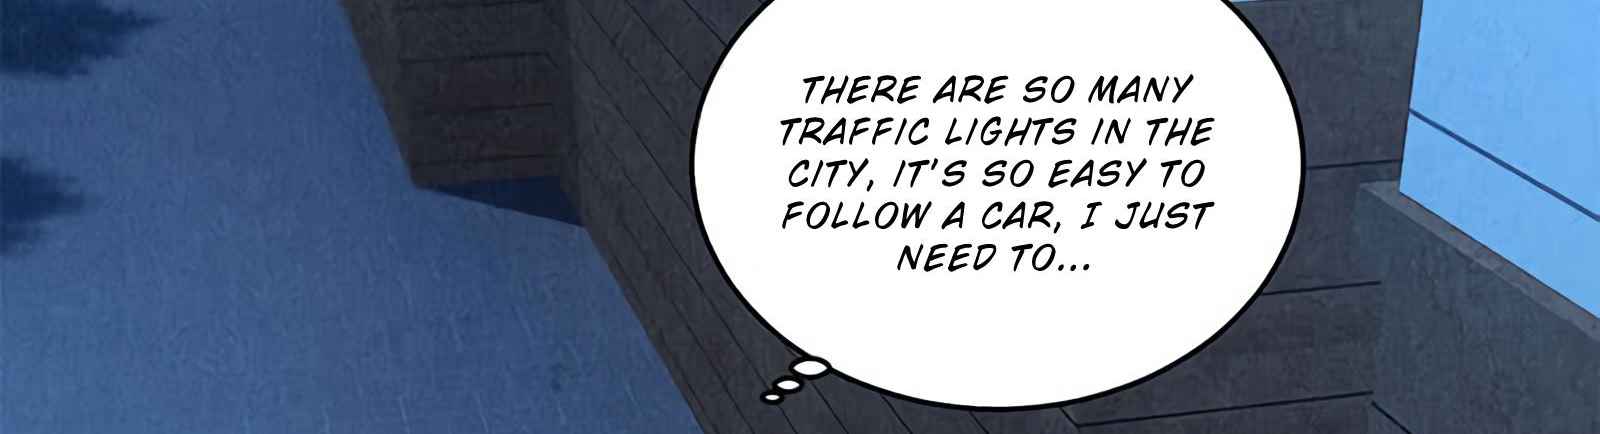 THERE ARE SO MANY
TRAFFIC LIGHTS IN THE
CITY, IT'S SO EASY TO
FOLLOW A CAR, I JUST
NEED TO...